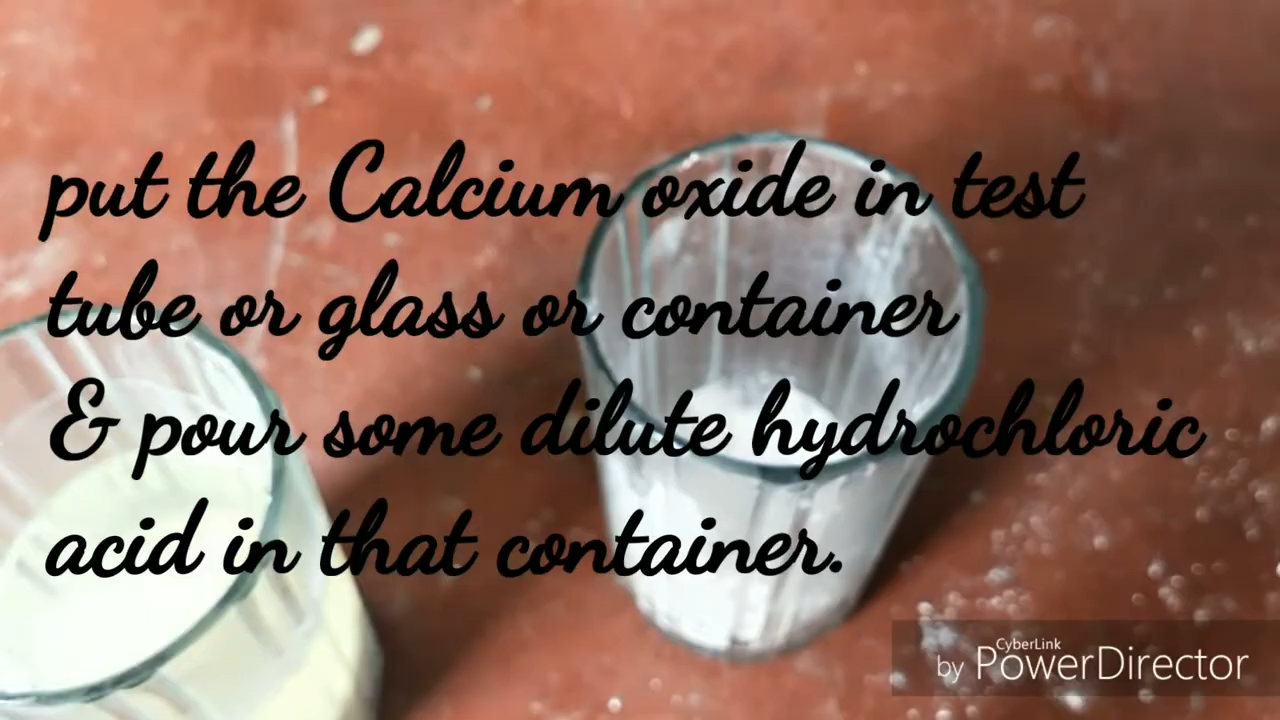 put the Calcium oxide in test
tube or glass or container
& pour some dilute hydrochloric
acid in that container.
CyberLink
by PowerDirector